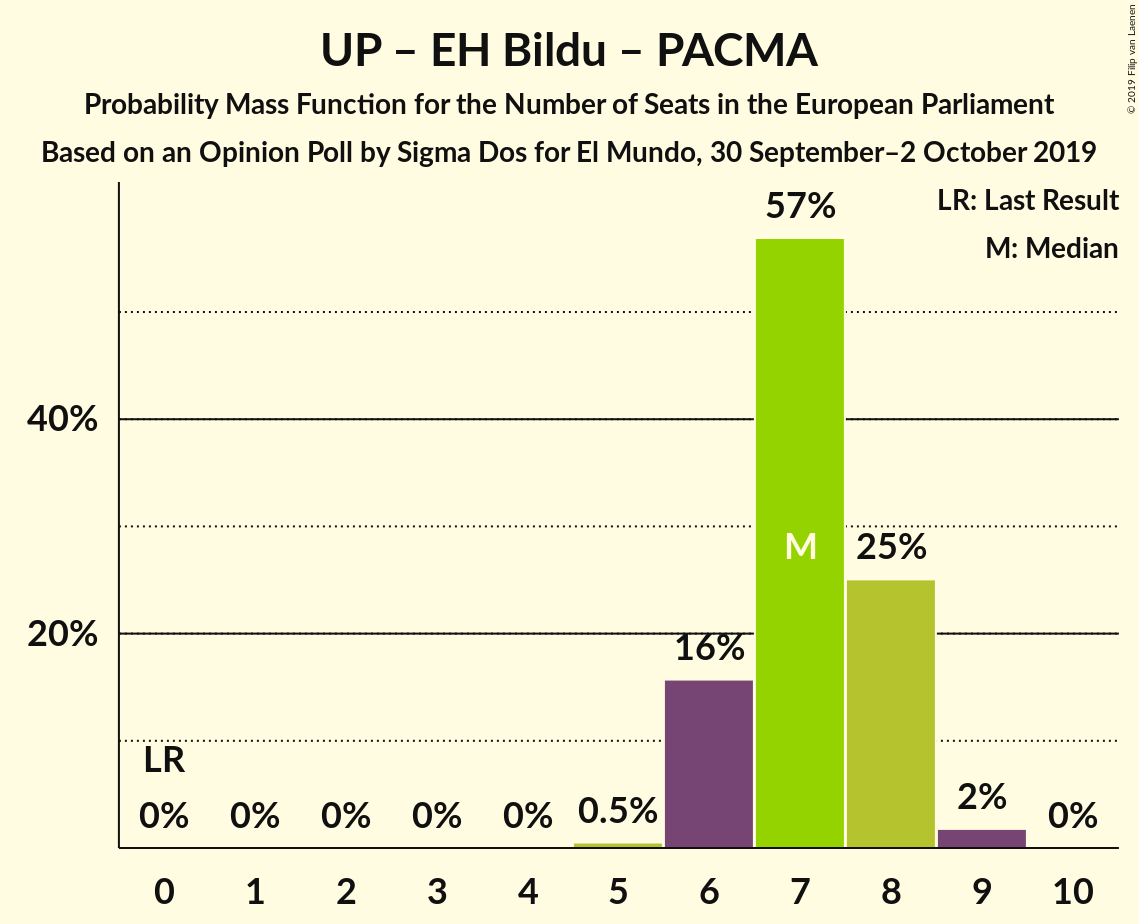 UP – EH Bildu – PACMA
Probability Mass Function for the Number of Seats in the European Parliament
Based on an Opinion Poll by Sigma Dos for El Mundo, 30 September–2 October 2019
© 2019 Filip van Laenen
LR: Last Result
M: Median
57%
40%
M
25%
20%
16%
LR
0%
0%
0%
0%
0%
0.5%
2%
0%
0 1 2 3 4 5 6 7 8 9 10